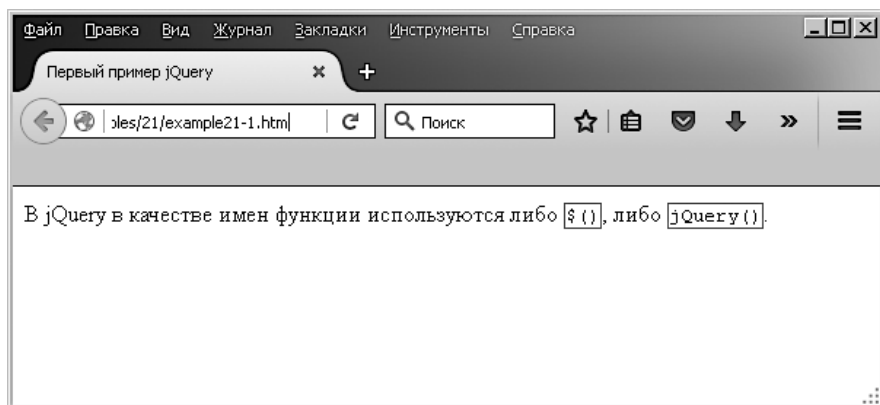 Файл Правка Вид Журнал Закладки Инструменты Справка
Первый пример jQuery
ples/21/example21-1.htm
Поиск
В jQuery в качестве имен функции используются либо $(), либо jQuery().